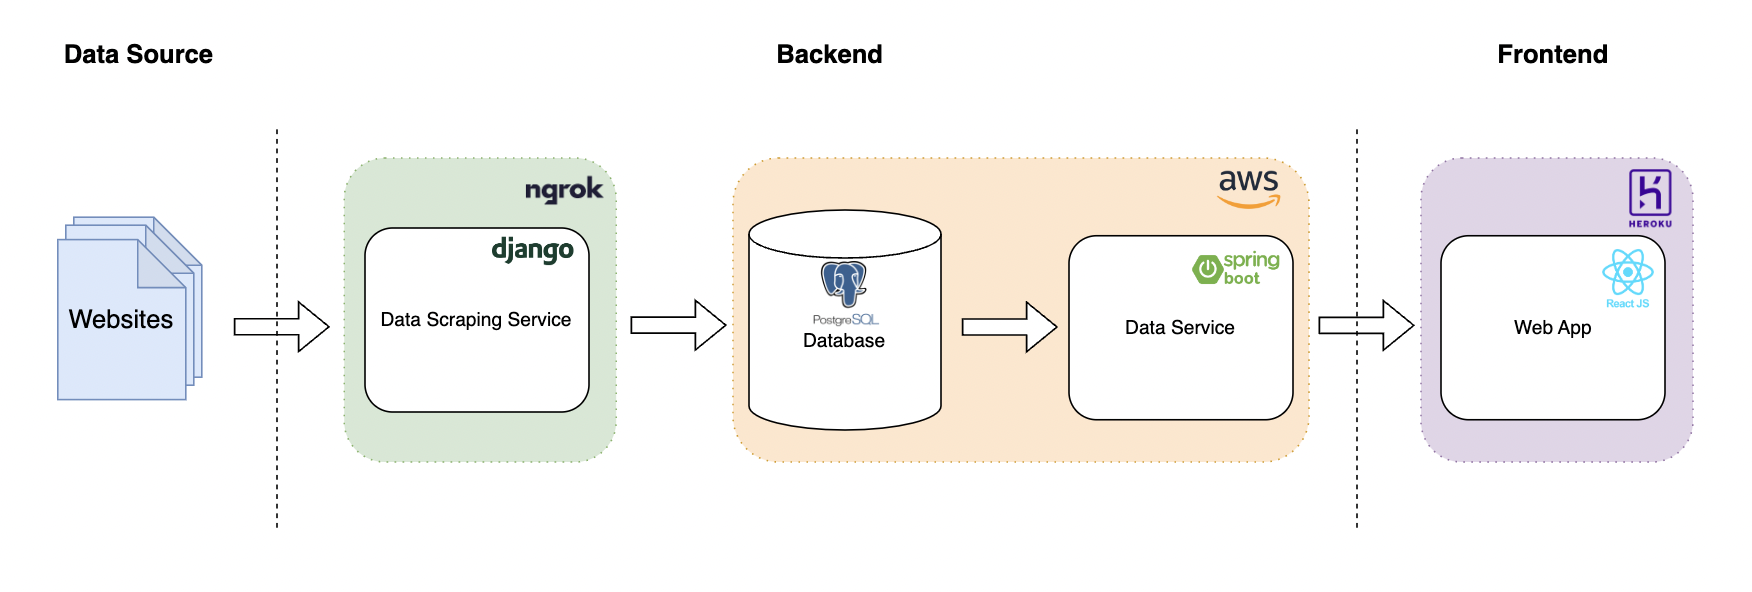 Data Source
Backend
Frontend
Websites
ngrok
django
Data Scraping Service
aws
PostgreSQL
Database
spring
boot
Data Service
HEROKU
React JS
Web App